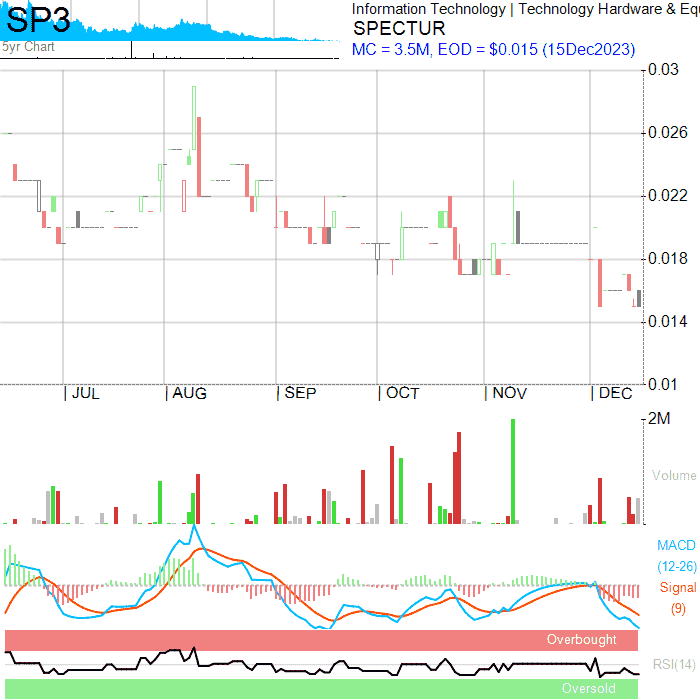 SP3
5yr Chart
Information Technology | Technology Hardware & Equ
SPECTUR
MC = 3.5M, EOD = $0.015 (15Dec2023)
0.03
0.026
0.022
0.018
0.014
0.01
| JUL | AUG | SEP | OCT | NOV | DEC
2M
Volume
MACD
(12-26)
Signal
(9)
Overbought
RSI(14)
Oversold